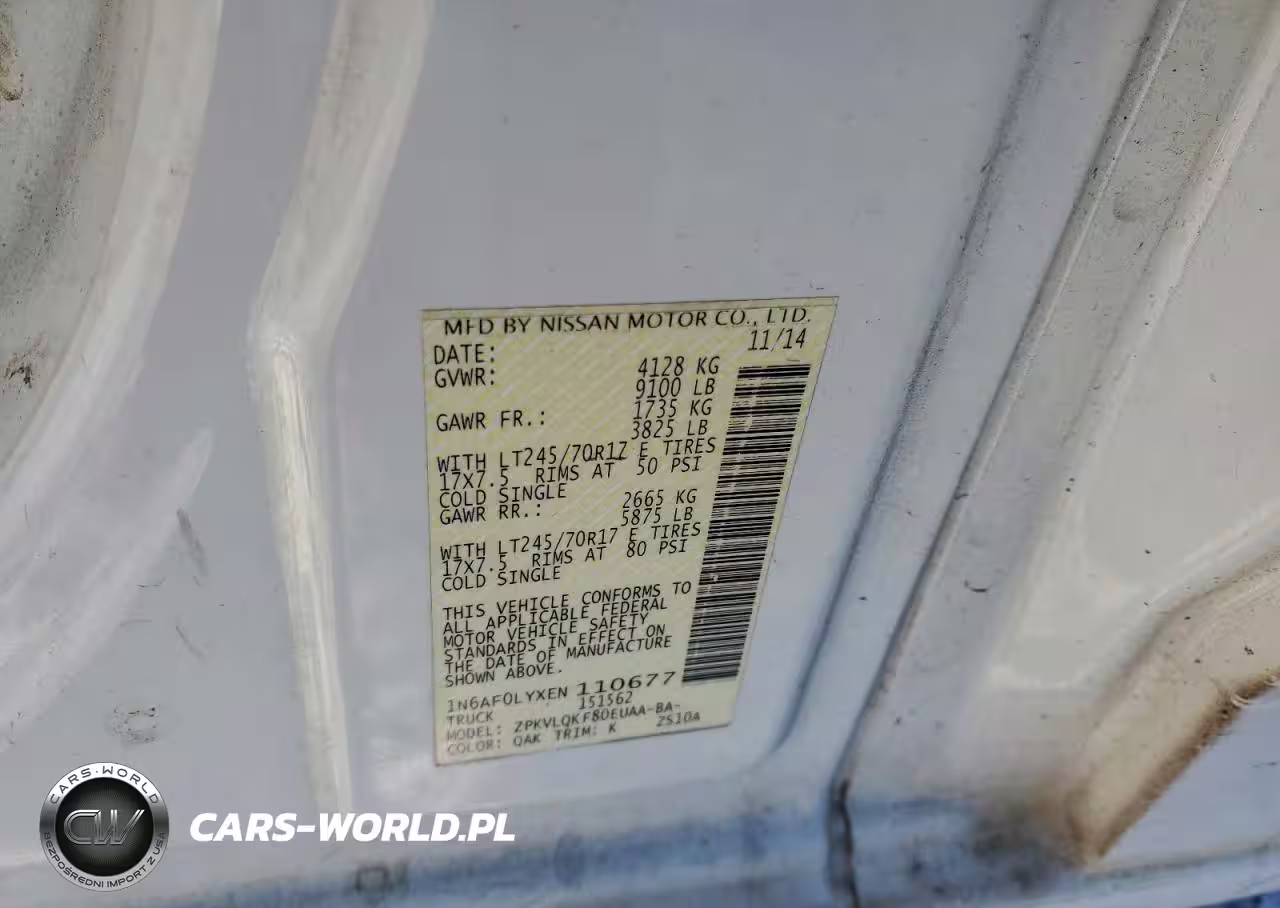 MFD BY NISSAN MOTOR CO., LTD.
DATE: 11/14
GVWR: 4128 KG
9100 LB
GAWR FR.: 1735 KG
3825 LB
WITH LT245/70R17 E TIRES
17X7.5 RIMS AT 50 PSI
COLD SINGLE
GAWR RR.: 2665 KG
5875 LB
WITH LT245/70R17 E TIRES
17X7.5 RIMS AT 80 PSI
COLD SINGLE
THIS VEHICLE CONFORMS TO
ALL APPLICABLE FEDERAL
MOTOR VEHICLE SAFETY
STANDARDS IN EFFECT ON
THE DATE OF MANUFACTURE
SHOWN ABOVE.
1N6AF0LYXEN 110677
TRUCK 151562
MODEL: ZPKVLQKF80EUAA-BA-
COLOR: QAK TRIM: K 2S10A
CARS-WORLD
CW
BEZPOŚREDNI IMPORT Z USA
CARS-WORLD.PL